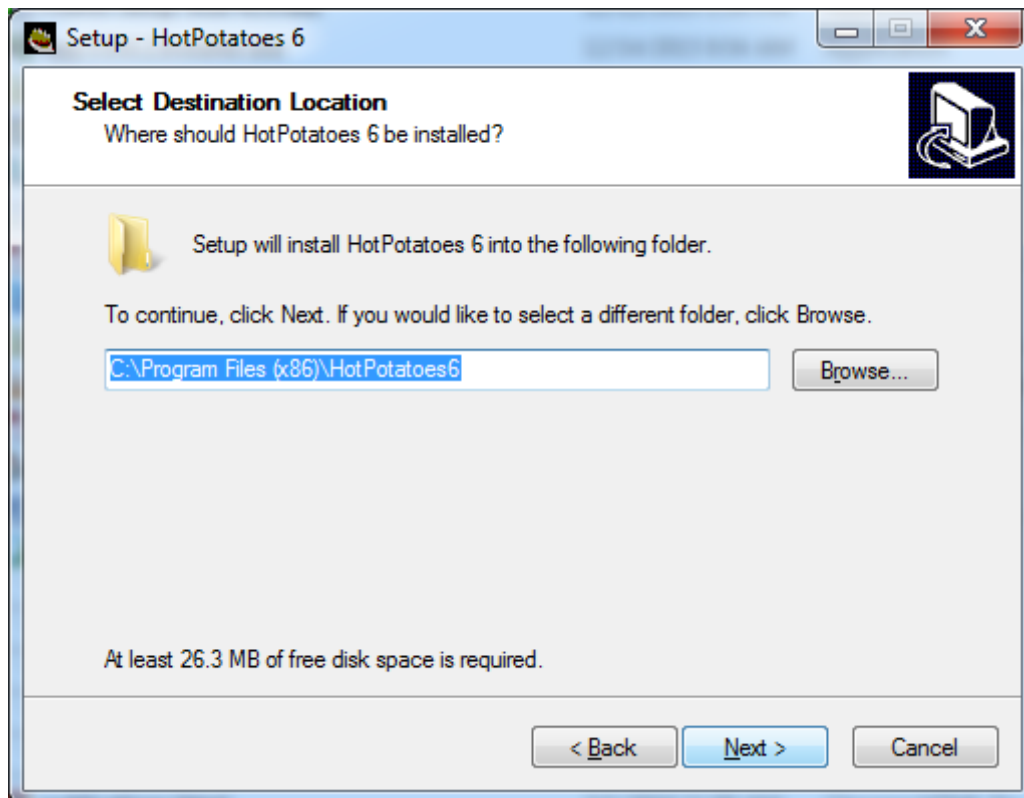 Setup - HotPotatoes 6
Select Destination Location
Where should HotPotatoes 6 be installed?
Setup will install HotPotatoes 6 into the following folder.
To continue, click Next. If you would like to select a different folder, click Browse.
C:\Program Files (x86)\HotPotatoes6
Browse...
At least 26.3 MB of free disk space is required.
< Back
Next >
Cancel